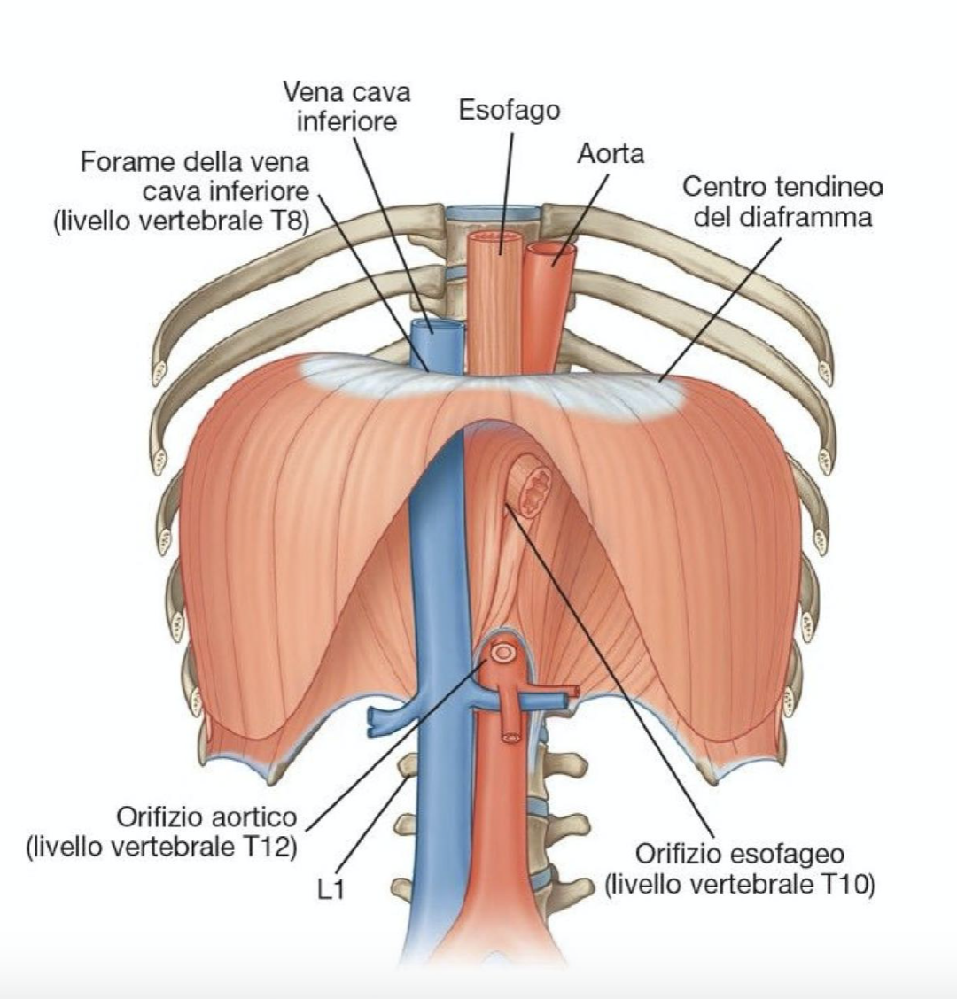 Vena cava
inferiore
Esofago
Aorta
Forame della vena
cava inferiore
(livello vertebrale T8)
Centro tendineo
del diaframma
Orifizio aortico
(livello vertebrale T12)
L1
Orifizio esofageo
(livello vertebrale T10)